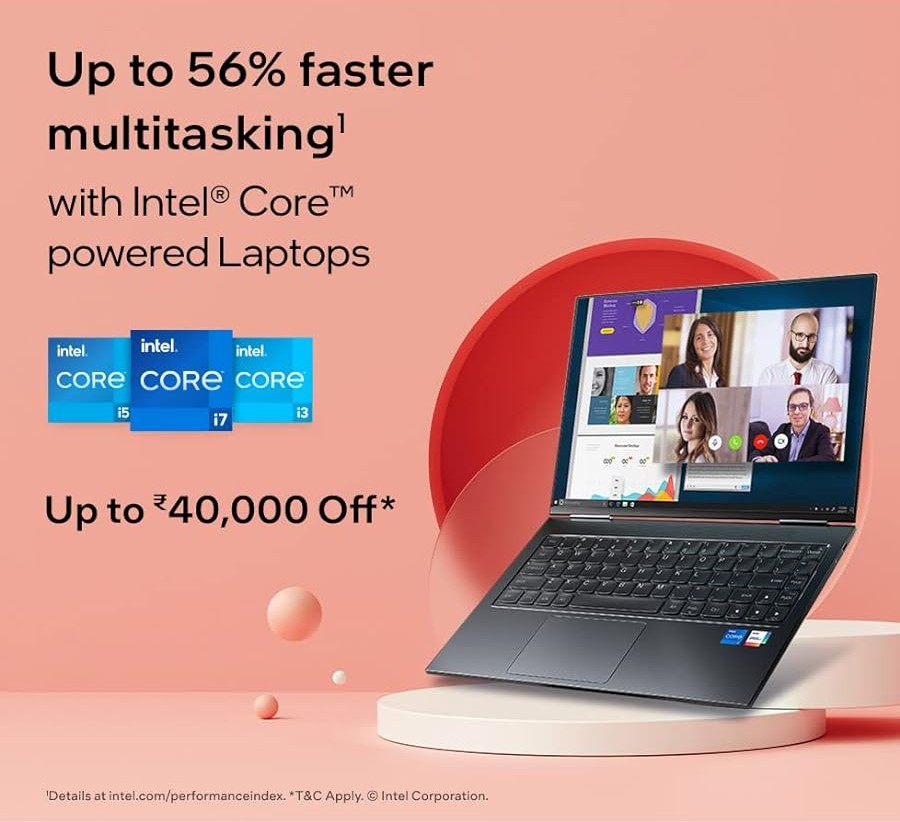 Up to 56% faster
multitasking¹
with Intel® Core™
powered Laptops
intel.
CORE
i5
intel.
CORE
i7
intel.
CORE
i3
Up to ₹40,000 Off*
¹Details at intel.com/performanceindex. *T&C Apply. © Intel Corporation.